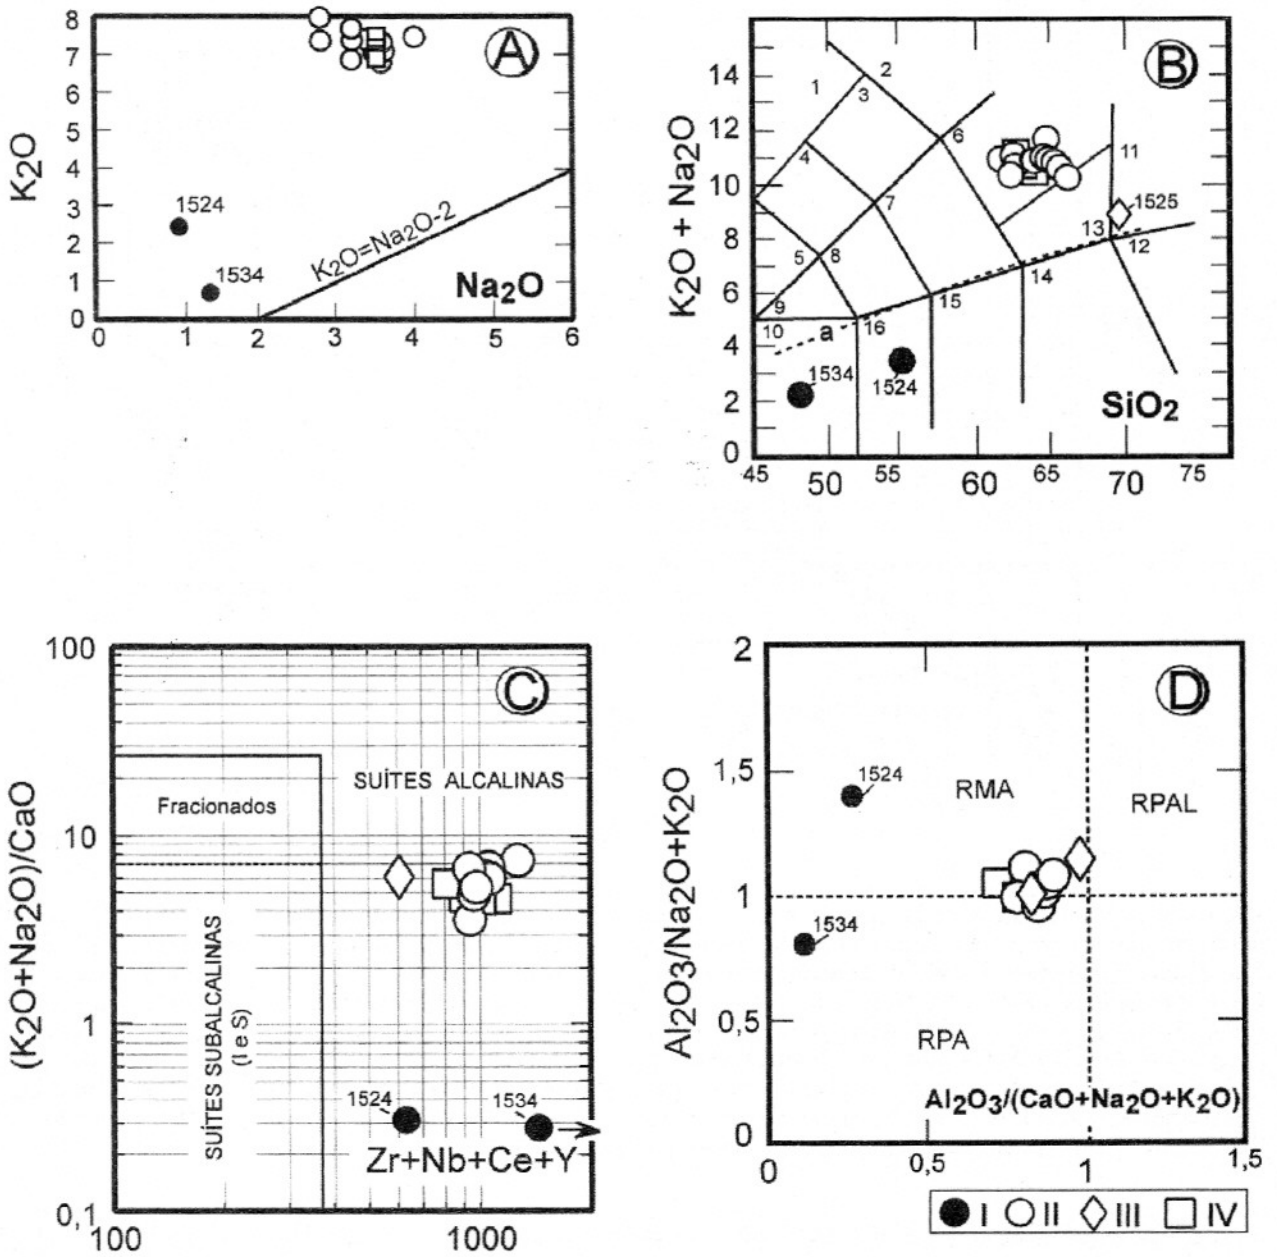 A
8
7
6
5
4
3
2
1
0
K2O
1524
1534
K2O=Na2O-2
Na2O
0 1 2 3 4 5 6
B
14
12
10
8
6
4
2
0
K2O + Na2O
1 2
3
4
5 8
6
7
9
10
11
13 12
14
15
16
a
1525
1534
1524
SiO2
45 50 55 60 65 70 75
C
100
10
1
0,1
(K2O+Na2O)/CaO
SUÍTES ALCALINAS
Fracionados
SUÍTES SUBALCALINAS
(I e S)
1524
1534
Zr+Nb+Ce+Y
100 1000
D
2
1,5
1
0,5
0
Al2O3/Na2O+K2O
1524
RMA
RPAL
1534
RPA
Al2O3/(CaO+Na2O+K2O)
0 0,5 1 1,5
I II III IV